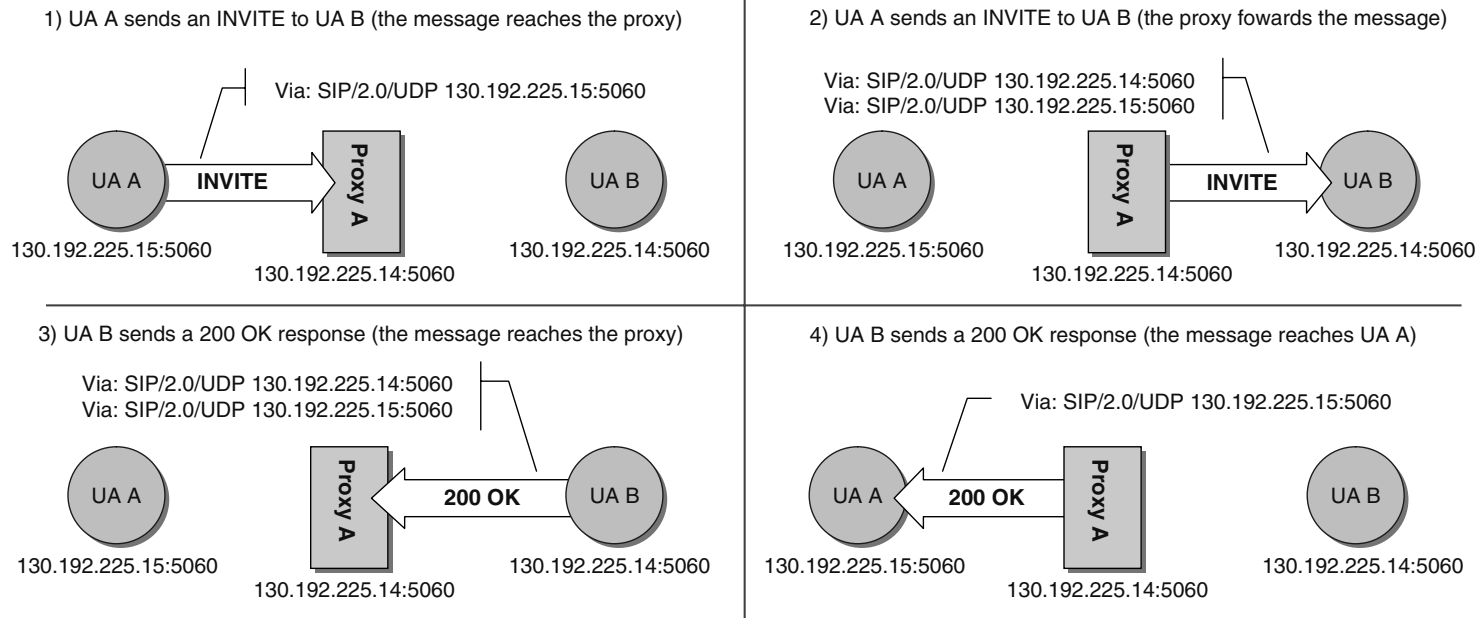 1) UA A sends an INVITE to UA B (the message reaches the proxy)
Via: SIP/2.0/UDP 130.192.225.15:5060
UA A
INVITE
Proxy A
UA B
130.192.225.15:5060
130.192.225.14:5060
130.192.225.14:5060
2) UA A sends an INVITE to UA B (the proxy fowards the message)
Via: SIP/2.0/UDP 130.192.225.14:5060
Via: SIP/2.0/UDP 130.192.225.15:5060
UA A
Proxy A
INVITE
UA B
130.192.225.15:5060
130.192.225.14:5060
130.192.225.14:5060
3) UA B sends a 200 OK response (the message reaches the proxy)
Via: SIP/2.0/UDP 130.192.225.14:5060
Via: SIP/2.0/UDP 130.192.225.15:5060
UA A
Proxy A
200 OK
UA B
130.192.225.15:5060
130.192.225.14:5060
130.192.225.14:5060
4) UA B sends a 200 OK response (the message reaches UA A)
Via: SIP/2.0/UDP 130.192.225.15:5060
UA A
200 OK
Proxy A
UA B
130.192.225.15:5060
130.192.225.14:5060
130.192.225.14:5060